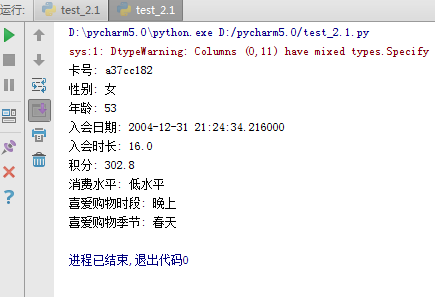 运行: test_2.1 test_2.1
D:\pycharm5.0\python.exe D:/pycharm5.0/test_2.1.py
sys:1: DtypeWarning: Columns (0,11) have mixed types.Specify
卡号: a37cc182
性别: 女
年龄: 53
入会日期: 2004-12-31 21:24:34.216000
入会时长: 16.0
积分: 302.8
消费水平: 低水平
喜爱购物时段: 晚上
喜爱购物季节: 春天
进程已结束,退出代码0